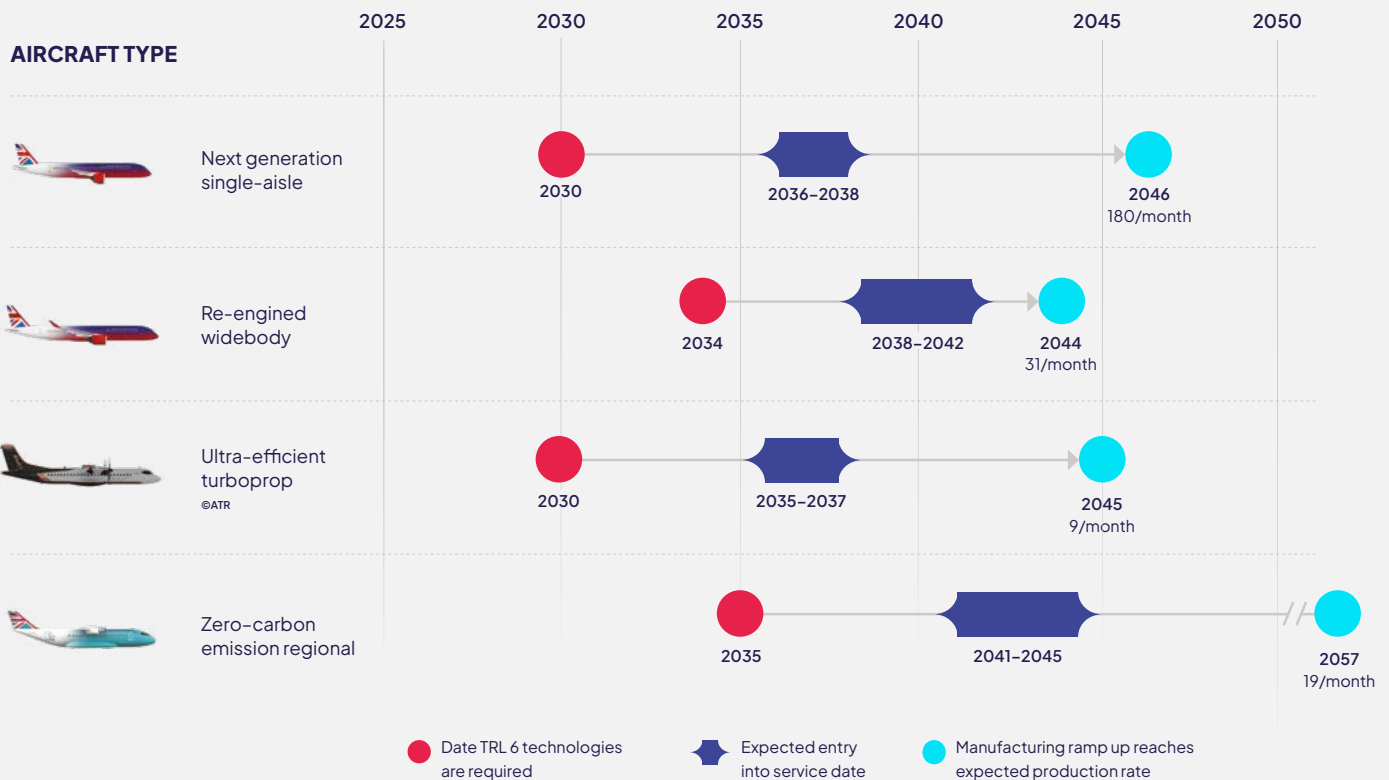 2025 2030 2035 2040 2045 2050
AIRCRAFT TYPE
Next generation
single-aisle
2030
2036–2038
2046
180/month
Re-engined
widebody
2034
2038–2042
2044
31/month
Ultra-efficient
turboprop
©ATR
2030
2035–2037
2045
9/month
Zero-carbon
emission regional
2035
2041–2045
2057
19/month
Date TRL 6 technologies
are required
Expected entry
into service date
Manufacturing ramp up reaches
expected production rate